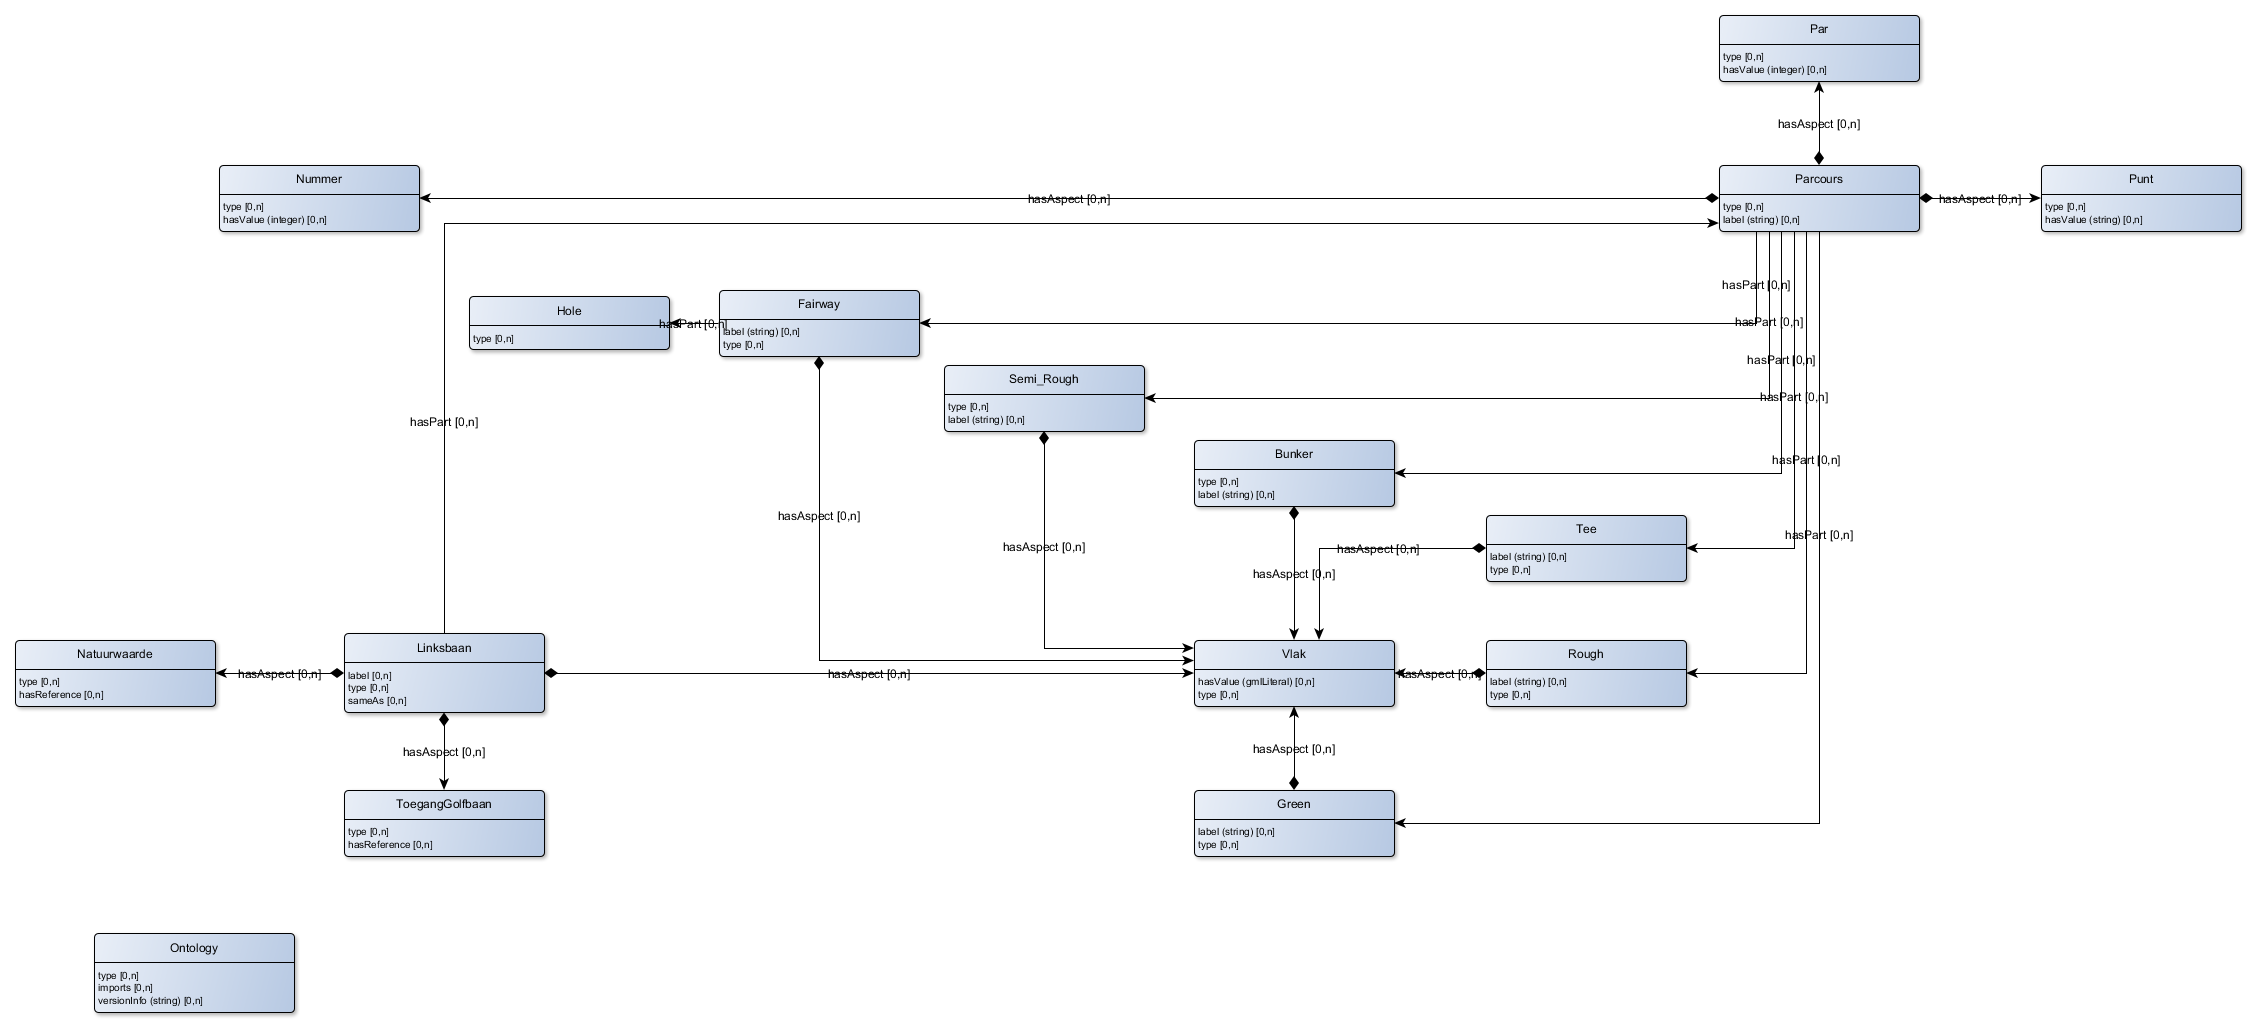 Par
type [0,n]
hasValue (integer) [0,n]
hasAspect [0,n]
Nummer
type [0,n]
hasValue (integer) [0,n]
hasAspect [0,n]
Parcours
type [0,n]
label (string) [0,n]
hasAspect [0,n]
Punt
type [0,n]
hasValue (string) [0,n]
hasPart [0,n]
Hole
type [0,n]
hasPart [0,n]
Fairway
label (string) [0,n]
type [0,n]
hasPart [0,n]
hasPart [0,n]
Semi_Rough
type [0,n]
label (string) [0,n]
hasPart [0,n]
hasPart [0,n]
Bunker
type [0,n]
label (string) [0,n]
hasPart [0,n]
hasAspect [0,n]
hasAspect [0,n]
hasAspect [0,n]
hasAspect [0,n]
Tee
label (string) [0,n]
type [0,n]
hasPart [0,n]
Natuurwaarde
type [0,n]
hasReference [0,n]
hasAspect [0,n]
Linksbaan
label [0,n]
type [0,n]
sameAs [0,n]
hasAspect [0,n]
Vlak
hasValue (gmlLiteral) [0,n]
type [0,n]
hasAspect [0,n]
Rough
label (string) [0,n]
type [0,n]
hasAspect [0,n]
hasAspect [0,n]
ToegangGolfbaan
type [0,n]
hasReference [0,n]
Green
label (string) [0,n]
type [0,n]
Ontology
type [0,n]
imports [0,n]
versionInfo (string) [0,n]